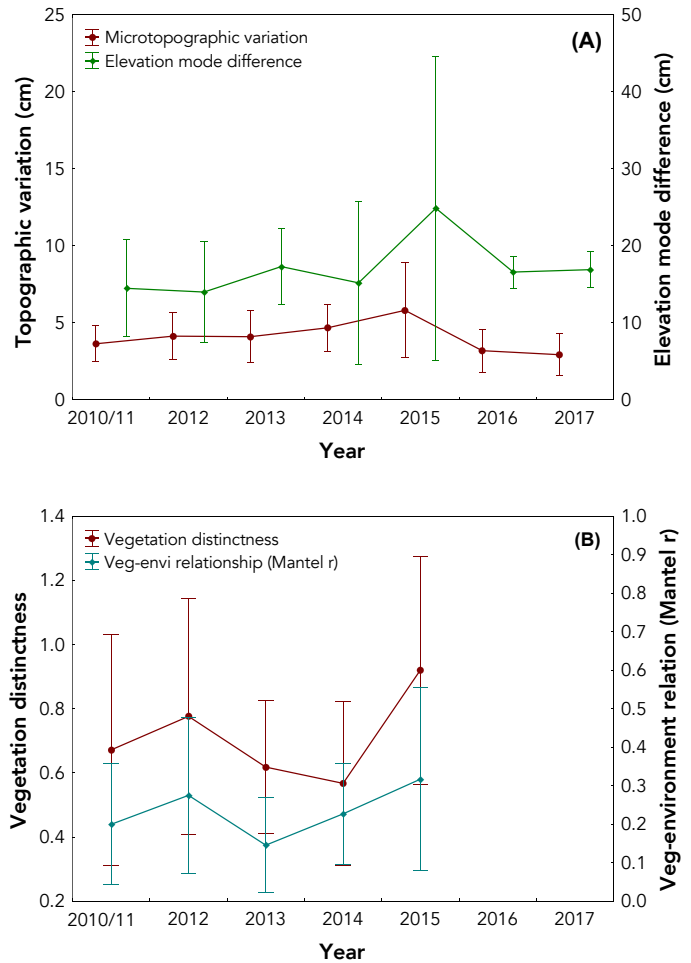 25
50
Microtopographic variation
(A)
Elevation mode difference
20
40
15
30
10
20
5
10
0
0
Topographic variation (cm)
Elevation mode difference (cm)
2010/11 2012 2013 2014 2015 2016 2017
Year
1.4
1.0
Vegetation distinctness
(B)
0.9
Veg-envi relationship (Mantel r)
1.2
0.8
0.7
1.0
0.6
0.8
0.5
0.4
0.6
0.3
0.4
0.2
0.1
0.2
0.0
Vegetation distinctness
Veg-environment relation (Mantel r)
2010/11 2012 2013 2014 2015 2016 2017
Year